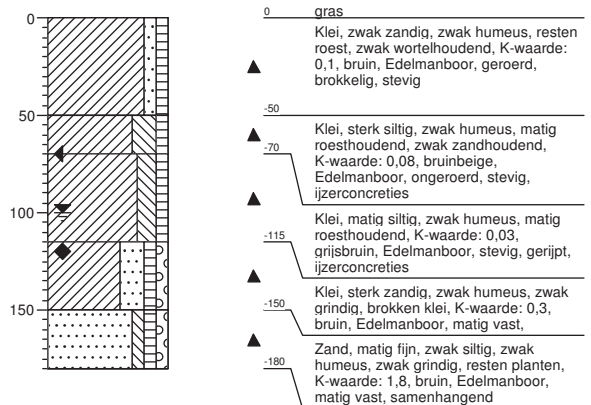 0
50
100
150
0 gras
Klei, zwak zandig, zwak humeus, resten
roest, zwak wortelhoudend, K-waarde:
0,1, bruin, Edelmanboor, geroerd,
brokkelig, stevig
-50
Klei, sterk siltig, zwak humeus, matig
roesthoudend, zwak zandhoudend,
K-waarde: 0,08, bruinbeige,
Edelmanboor, ongeroerd, stevig,
ijzerconcreties
-70
Klei, matig siltig, zwak humeus, matig
roesthoudend, K-waarde: 0,03,
grijsbruin, Edelmanboor, stevig, gerijpt,
ijzerconcreties
-115
Klei, sterk zandig, zwak humeus, zwak
grindig, brokken klei, K-waarde: 0,3,
bruin, Edelmanboor, matig vast,
-150
Zand, matig fijn, zwak siltig, zwak
humeus, zwak grindig, resten planten,
K-waarde: 1,8, bruin, Edelmanboor,
matig vast, samenhangend
-180